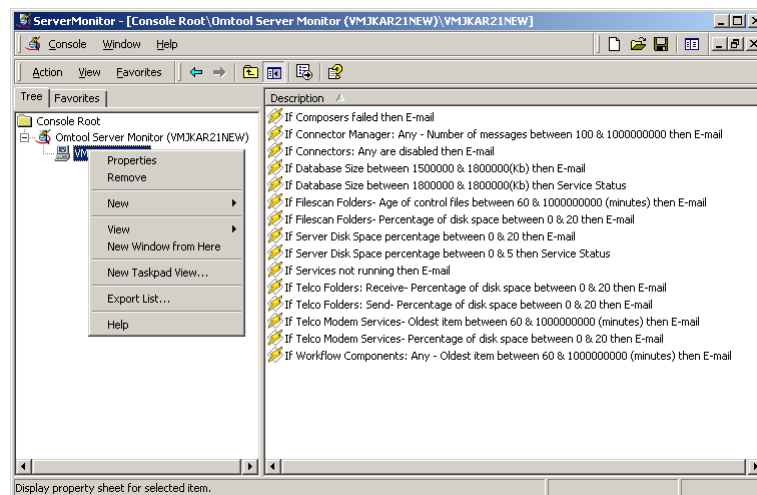 ServerMonitor - [Console Root\Omtool Server Monitor (VMJKAR21NEW)\VMJKAR21NEW]
Console Window Help
Action View Favorites
Tree Favorites
Description
Console Root
Omtool Server Monitor (VMJKAR21NEW)
VM
Properties
Remove
New
View
New Window from Here
New Taskpad View...
Export List...
Help
If Composers failed then E-mail
If Connector Manager: Any - Number of messages between 100 & 1000000000 then E-mail
If Connectors: Any are disabled then E-mail
If Database Size between 1500000 & 1800000(Kb) then E-mail
If Database Size between 1800000 & 1800000(Kb) then Service Status
If Filescan Folders- Age of control files between 60 & 1000000000 (minutes) then E-mail
If Filescan Folders- Percentage of disk space between 0 & 20 then E-mail
If Server Disk Space percentage between 0 & 20 then E-mail
If Server Disk Space percentage between 0 & 5 then Service Status
If Services not running then E-mail
If Telco Folders: Receive- Percentage of disk space between 0 & 20 then E-mail
If Telco Folders: Send- Percentage of disk space between 0 & 20 then E-mail
If Telco Modem Services- Oldest item between 60 & 1000000000 (minutes) then E-mail
If Telco Modem Services- Percentage of disk space between 0 & 20 then E-mail
If Workflow Components: Any - Oldest item between 60 & 1000000000 (minutes) then E-mail
Display property sheet for selected item.